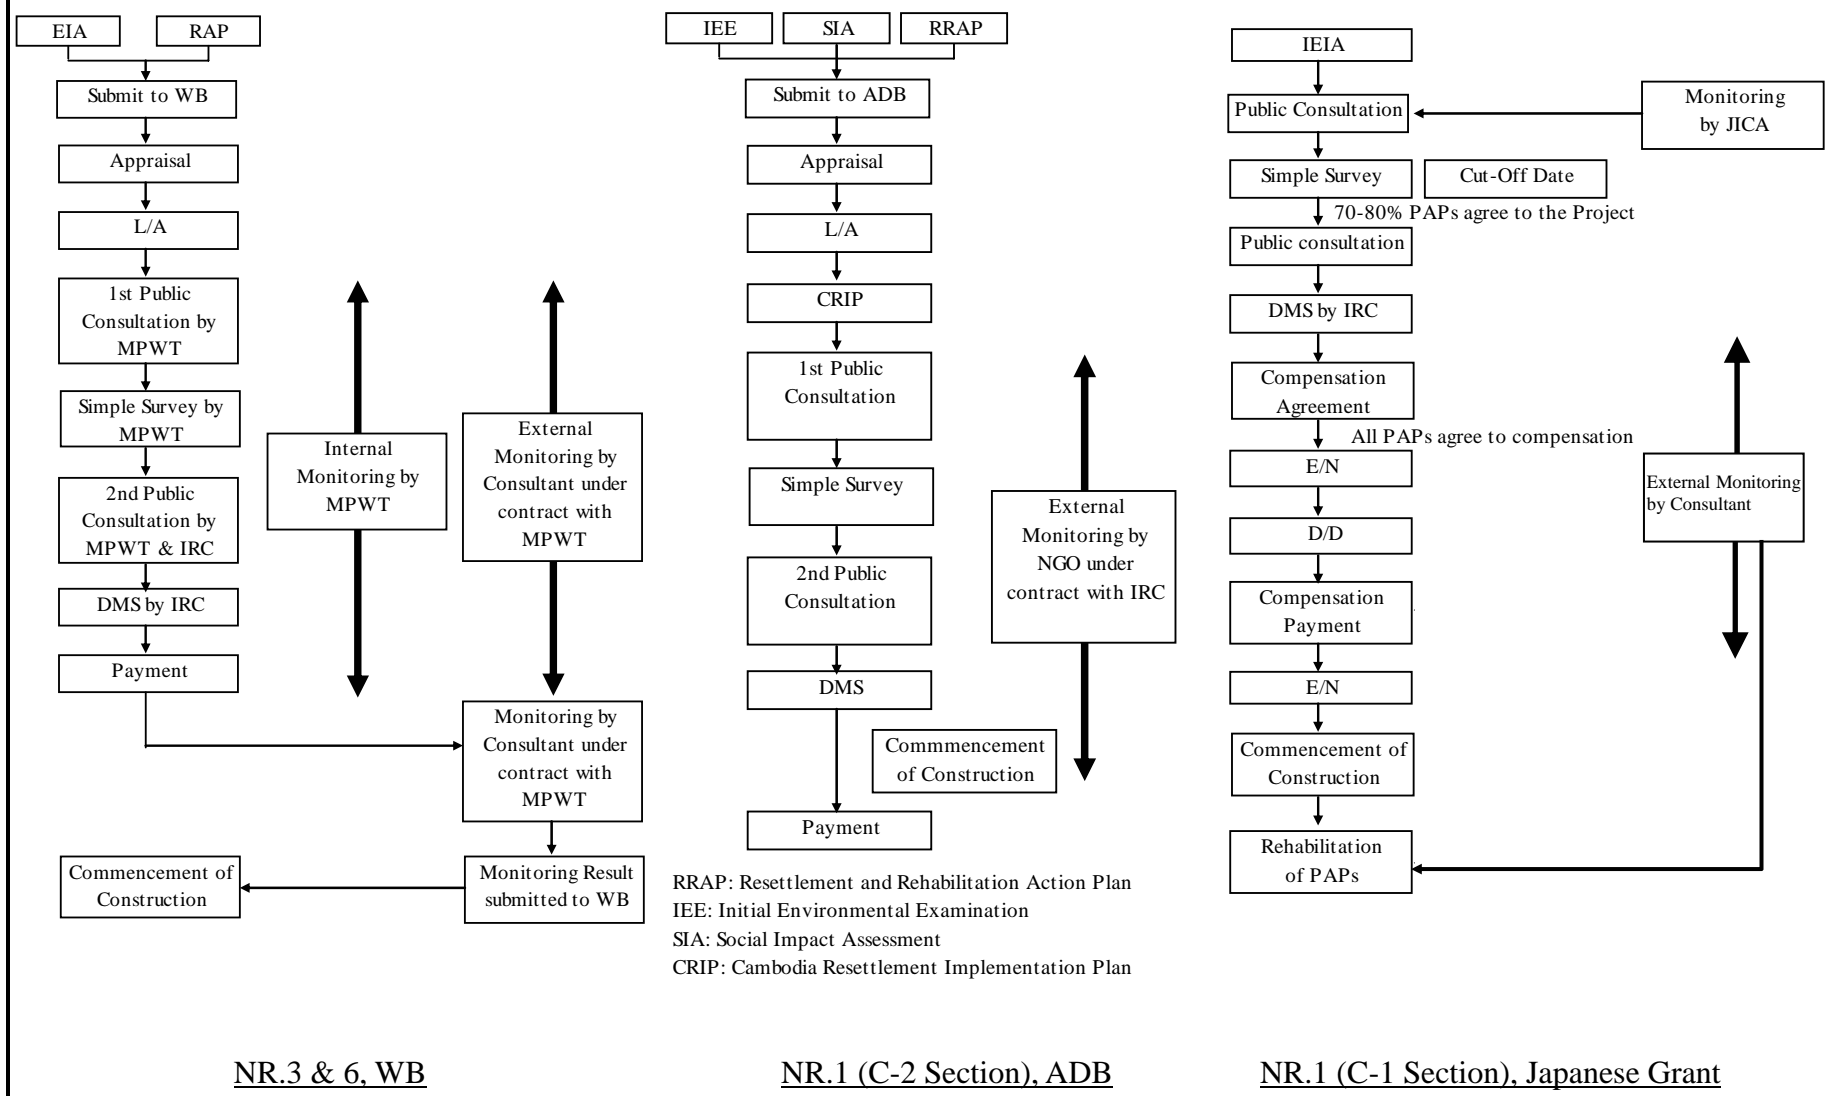 EIA
RAP
Submit to WB
Appraisal
L/A
1st Public
Consultation by
MPWT
Simple Survey by
MPWT
2nd Public
Consultation by
MPWT & IRC
DMS by IRC
Payment
Internal
Monitoring by
MPWT
External
Monitoring by
Consultant under
contract with
MPWT
Monitoring by
Consultant under
contract with
MPWT
Monitoring Result
submitted to WB
Commencement of
Construction
NR.3 & 6, WB
IEE
SIA
RRAP
Submit to ADB
Appraisal
L/A
CRIP
1st Public
Consultation
Simple Survey
2nd Public
Consultation
DMS
Commmencement
of Construction
Payment
External
Monitoring by
NGO under
contract with IRC
RRAP: Resettlement and Rehabilitation Action Plan
IEE: Initial Environmental Examination
SIA: Social Impact Assessment
CRIP: Cambodia Resettlement Implementation Plan
NR.1 (C-2 Section), ADB
IEIA
Public Consultation
Monitoring
by JICA
Simple Survey
Cut-Off Date
70-80% PAPs agree to the Project
Public consultation
DMS by IRC
Compensation
Agreement
All PAPs agree to compensation
E/N
D/D
Compensation
Payment
E/N
Commencement of
Construction
Rehabilitation
of PAPs
External Monitoring
by Consultant
NR.1 (C-1 Section), Japanese Grant